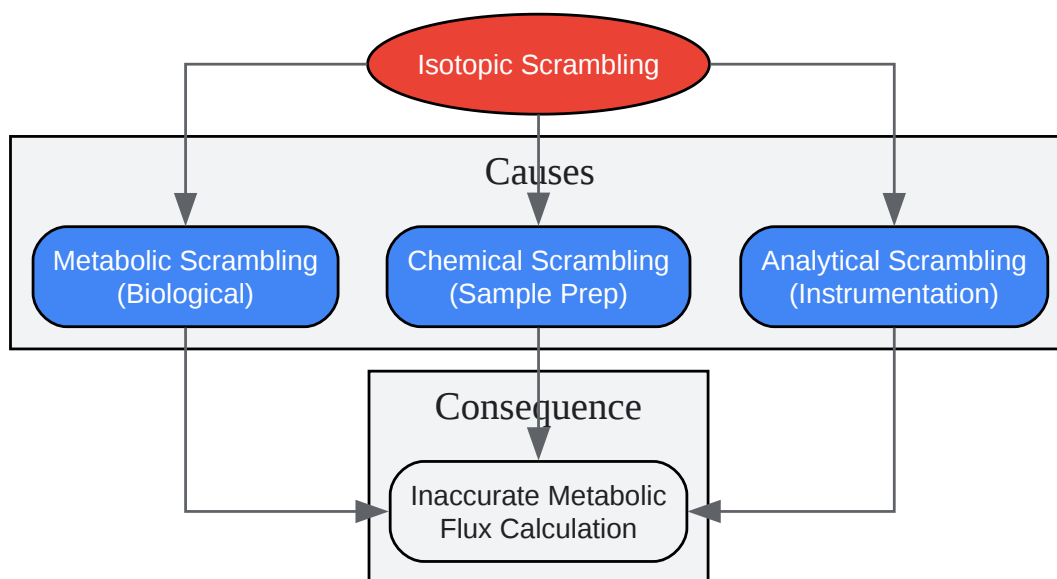 Isotopic Scrambling
Causes
Metabolic Scrambling
(Biological)
Chemical Scrambling
(Sample Prep)
Analytical Scrambling
(Instrumentation)
Consequence
Inaccurate Metabolic
Flux Calculation